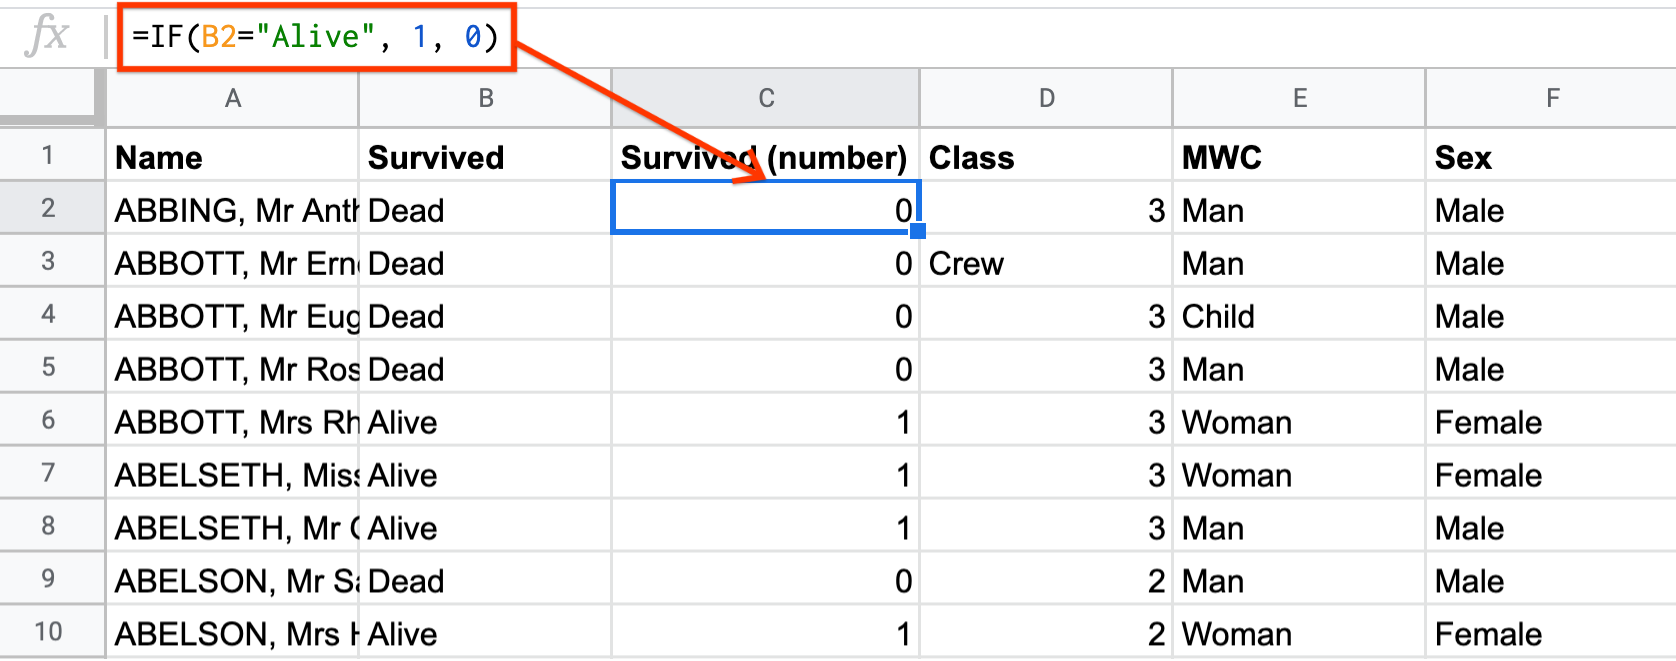 fx =IF(B2="Alive", 1, 0)
A B C D E F
1 Name Survived Survived (number) Class MWC Sex
2 ABBING, Mr Anth Dead 0 3 Man Male
3 ABBOTT, Mr Ern Dead 0 Crew Man Male
4 ABBOTT, Mr Eug Dead 0 3 Child Male
5 ABBOTT, Mr Ros Dead 0 3 Man Male
6 ABBOTT, Mrs Rh Alive 1 3 Woman Female
7 ABELSETH, Miss Alive 1 3 Woman Female
8 ABELSETH, Mr Alive 1 3 Man Male
9 ABELSON, Mr Sa Dead 0 2 Man Male
10 ABELSON, Mrs Alive 1 2 Woman Female